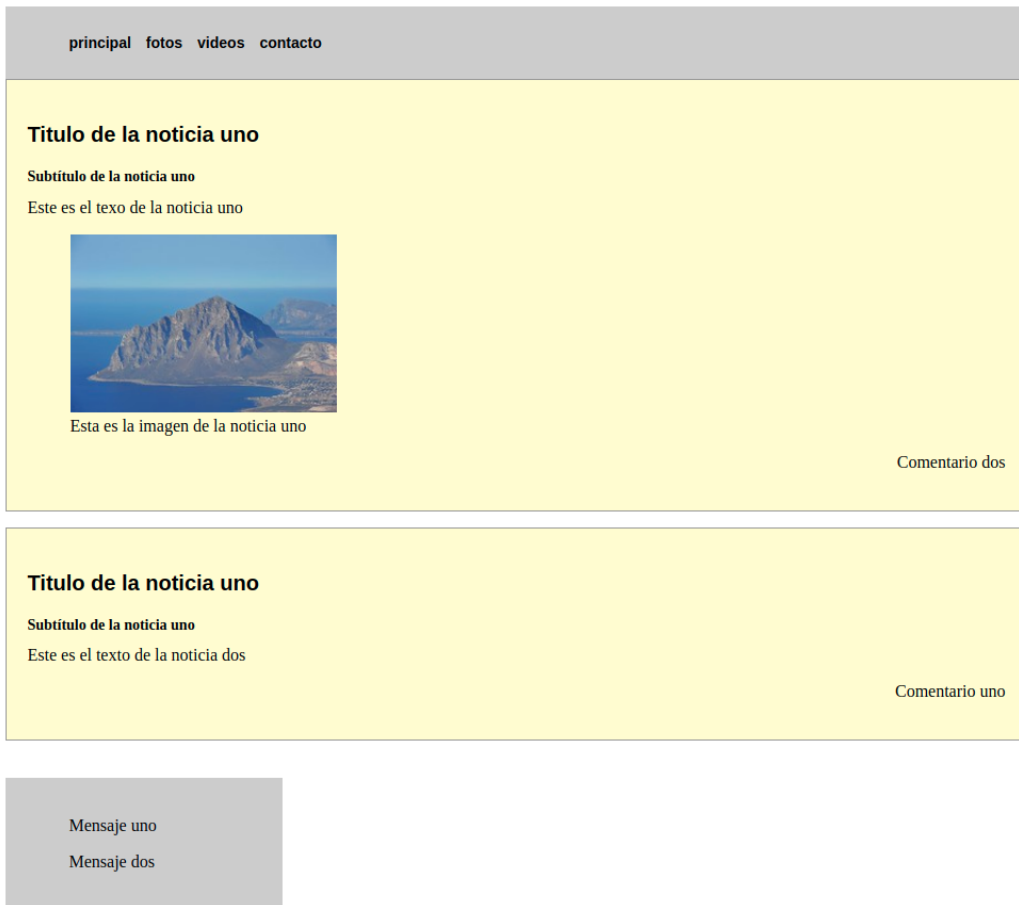 principal fotos videos contacto
Titulo de la noticia uno
Subtítulo de la noticia uno
Este es el texo de la noticia uno
Esta es la imagen de la noticia uno
Comentario dos
Titulo de la noticia uno
Subtítulo de la noticia uno
Este es el texto de la noticia dos
Comentario uno
Mensaje uno
Mensaje dos